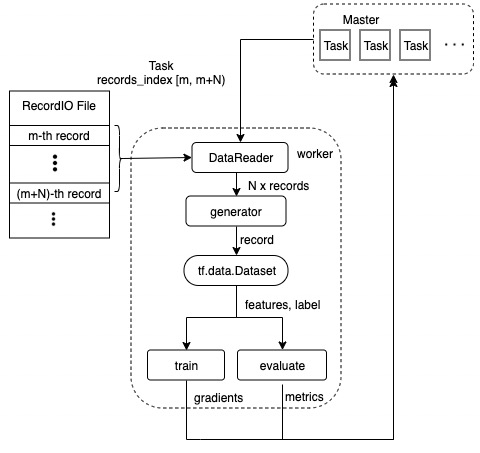 Master
Task Task Task ...
Task
records_index [m, m+N)
RecordIO File
m-th record
(m+N)-th record
worker
DataReader
N x records
generator
record
tf.data.Dataset
features, label
train
evaluate
gradients
metrics